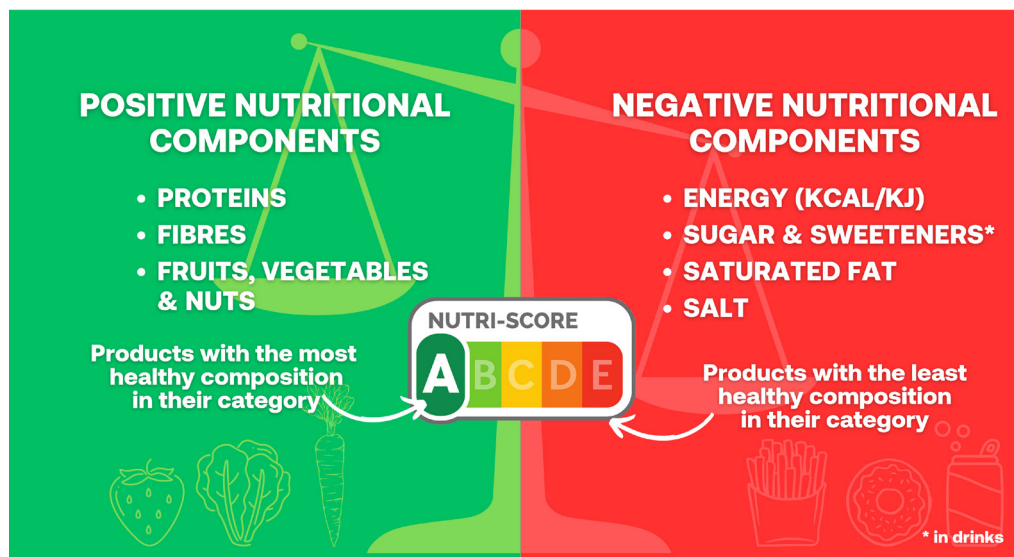 POSITIVE NUTRITIONAL
COMPONENTS
• PROTEINS
• FIBRES
• FRUITS, VEGETABLES
& NUTS
Products with the most
healthy composition
in their category
NEGATIVE NUTRITIONAL
COMPONENTS
• ENERGY (KCAL/KJ)
• SUGAR & SWEETENERS*
• SATURATED FAT
• SALT
NUTRI-SCORE
A B C D E
Products with the least
healthy composition
in their category
* in drinks